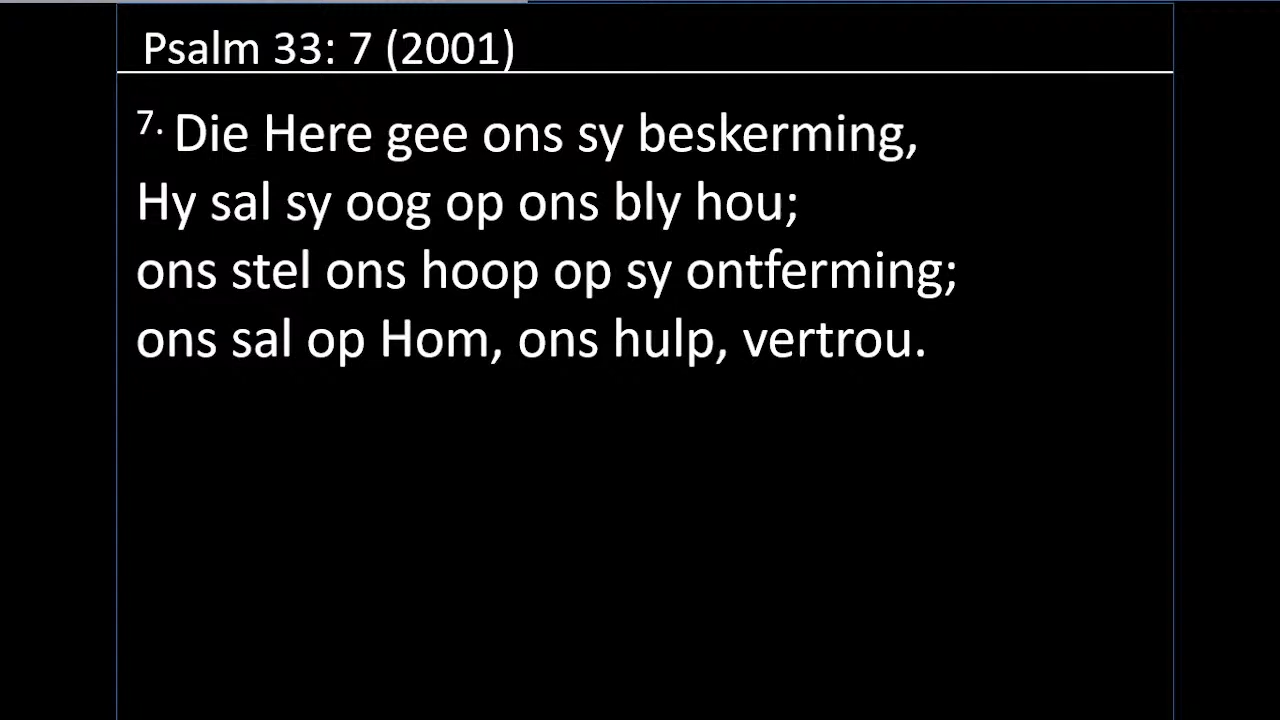 Psalm 33: 7 (2001)
7. Die Here gee ons sy beskerming,
Hy sal sy oog op ons bly hou;
ons stel ons hoop op sy ontferming;
ons sal op Hom, ons hulp, vertrou.